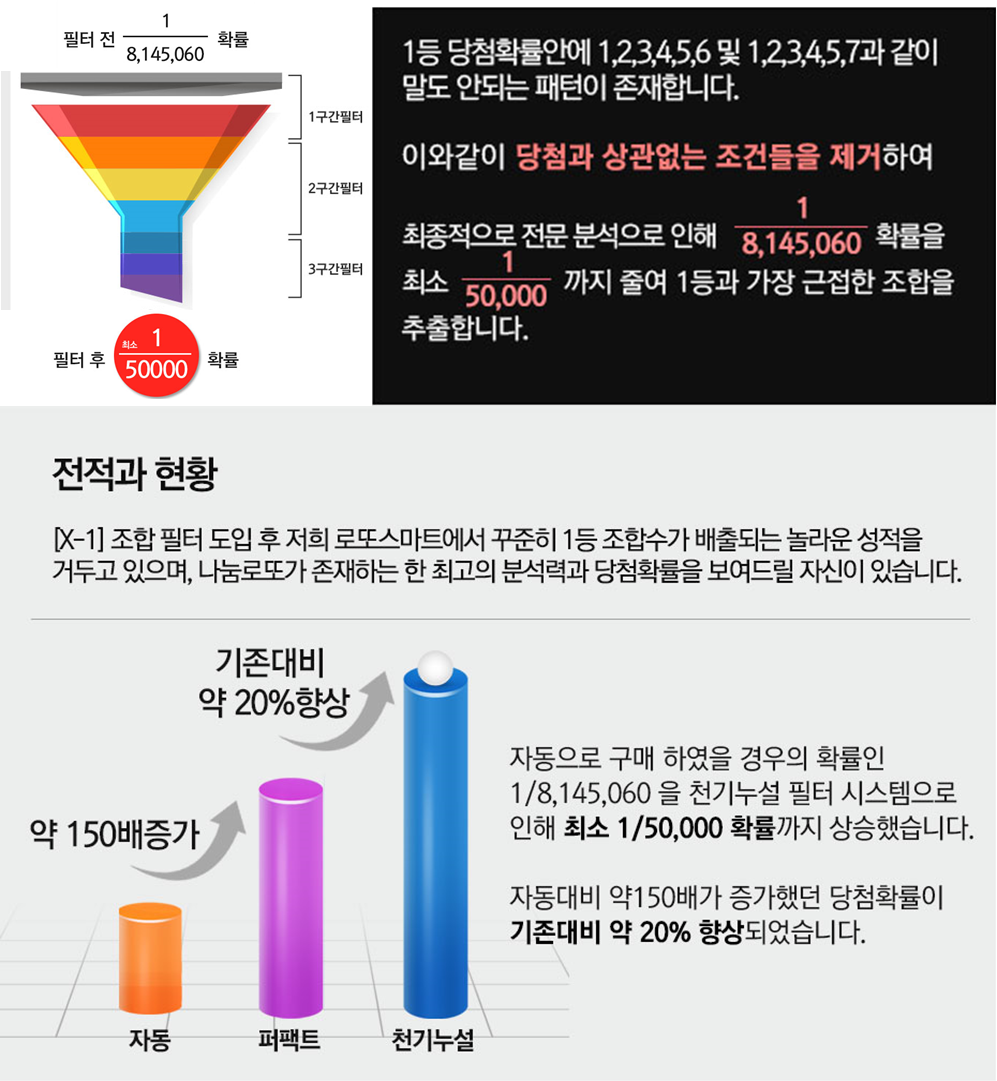 필터 전 1/8,145,060 확률
1구간필터
2구간필터
3구간필터
필터 후 최소 1/50000 확률
1등 당첨확률안에 1,2,3,4,5,6 및 1,2,3,4,5,7과 같이
말도 안되는 패턴이 존재합니다.
이와같이 당첨과 상관없는 조건들을 제거하여
최종적으로 전문 분석으로 인해 1/8,145,060 확률을
최소 1/50,000 까지 줄여 1등과 가장 근접한 조합을
추출합니다.
전적과 현황
[X-1] 조합 필터 도입 후 저희 로또스마트에서 꾸준히 1등 조합수가 배출되는 놀라운 성적을
거두고 있으며, 나눔로또가 존재하는 한 최고의 분석력과 당첨확률을 보여드릴 자신이 있습니다.
기존대비
약 20%향상
약 150배증가
자동
퍼팩트
천기누설
자동으로 구매 하였을 경우의 확률인
1/8,145,060 을 천기누설 필터 시스템으로
인해 최소 1/50,000 확률까지 상승했습니다.
자동대비 약150배가 증가했던 당첨확률이
기존대비 약 20% 향상되었습니다.